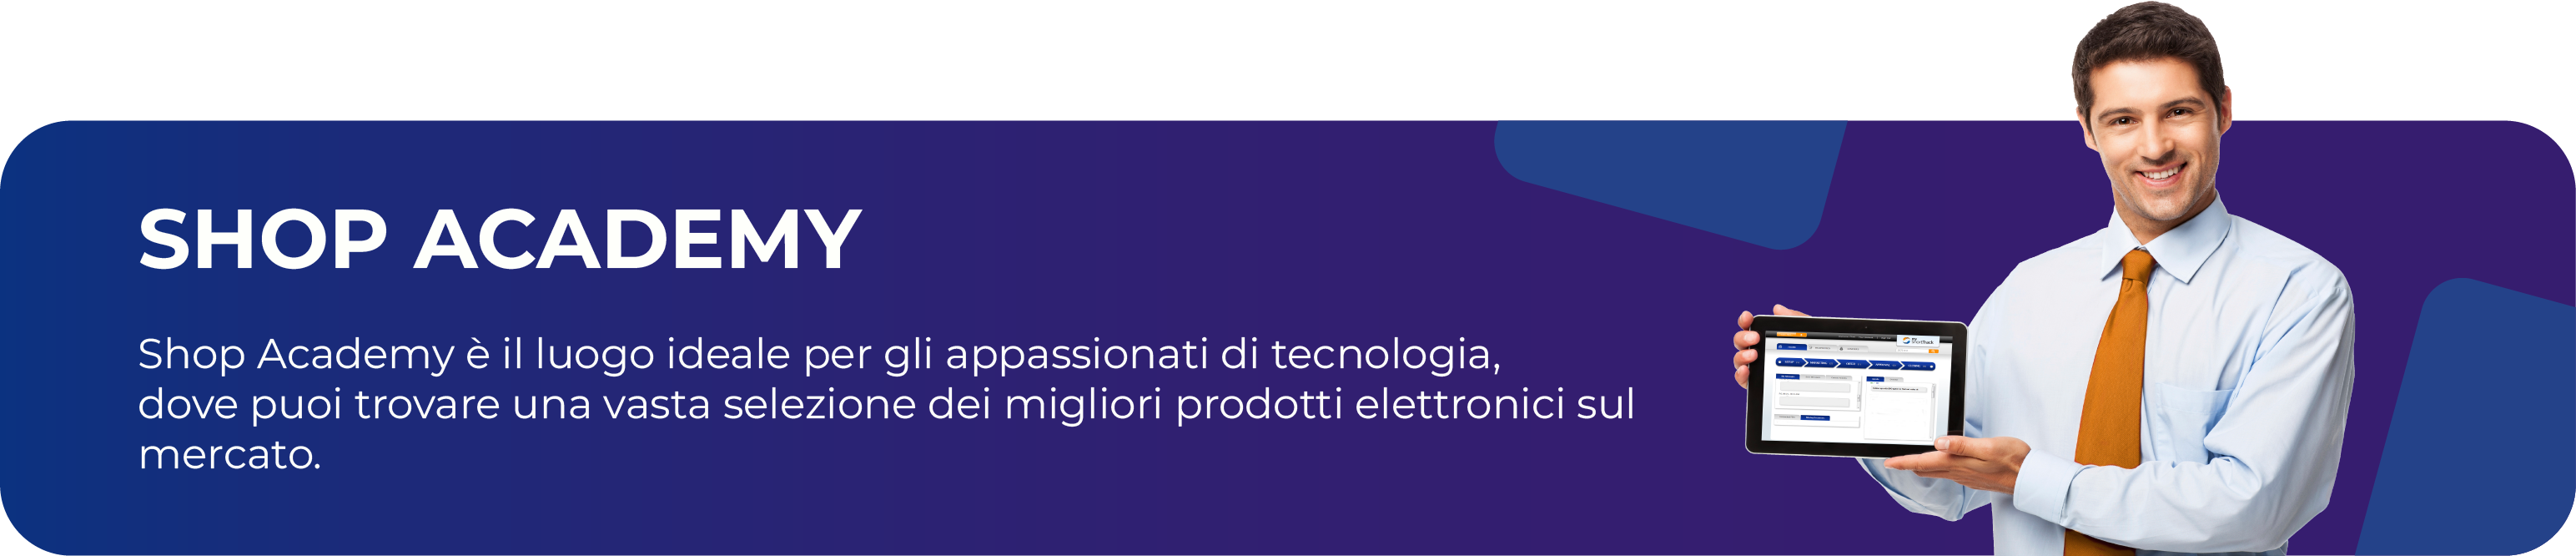 SHOP ACADEMY
Shop Academy è il luogo ideale per gli appassionati di tecnologia,
dove puoi trovare una vasta selezione dei migliori prodotti elettronici sul
mercato.